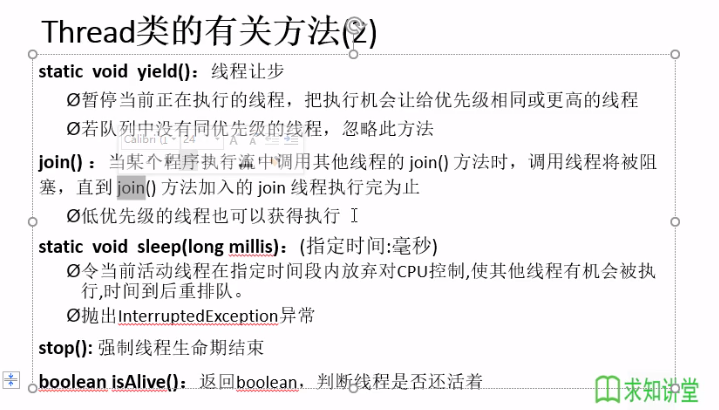 Thread类的有关方法(2)
static void yield()：线程让步
Ø暂停当前正在执行的线程，把执行机会让给优先级相同或更高的线程
Ø若队列中没有同优先级的线程，忽略此方法
Calibri 24
join() ：当某个程序执行流中调用其他线程的 join() 方法时，调用线程将被阻
塞，直到 join() 方法加入的 join 线程执行完为止
Ø低优先级的线程也可以获得执行
static void sleep(long millis)：(指定时间:毫秒)
Ø令当前活动线程在指定时间段内放弃对CPU控制,使其他线程有机会被执
行,时间到后重排队。
Ø抛出InterruptedException异常
stop(): 强制线程生命期结束
boolean isAlive()：返回boolean，判断线程是否还活着
求知讲堂